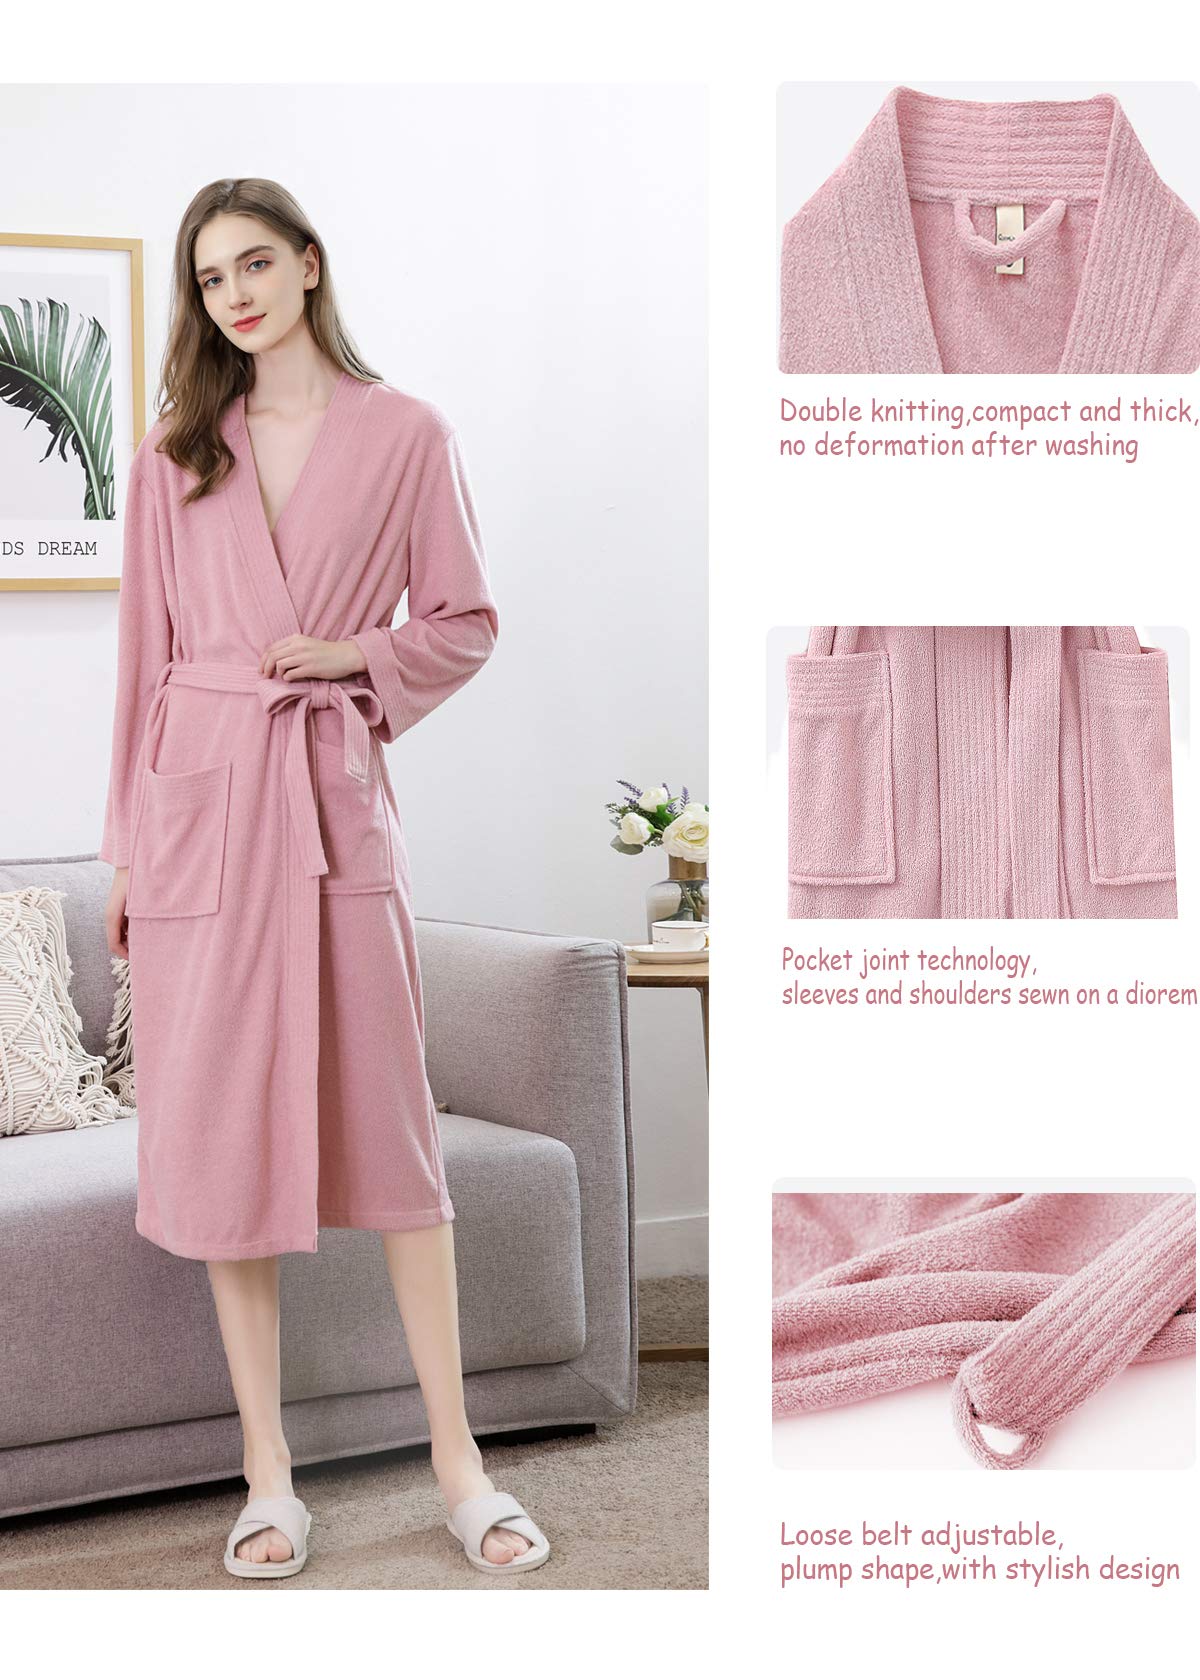 DS DREAM
Double knitting,compact and thick,
no deformation after washing
Pocket joint technology,
sleeves and shoulders sewn on a diorem
Loose belt adjustable,
plump shape,with stylish design